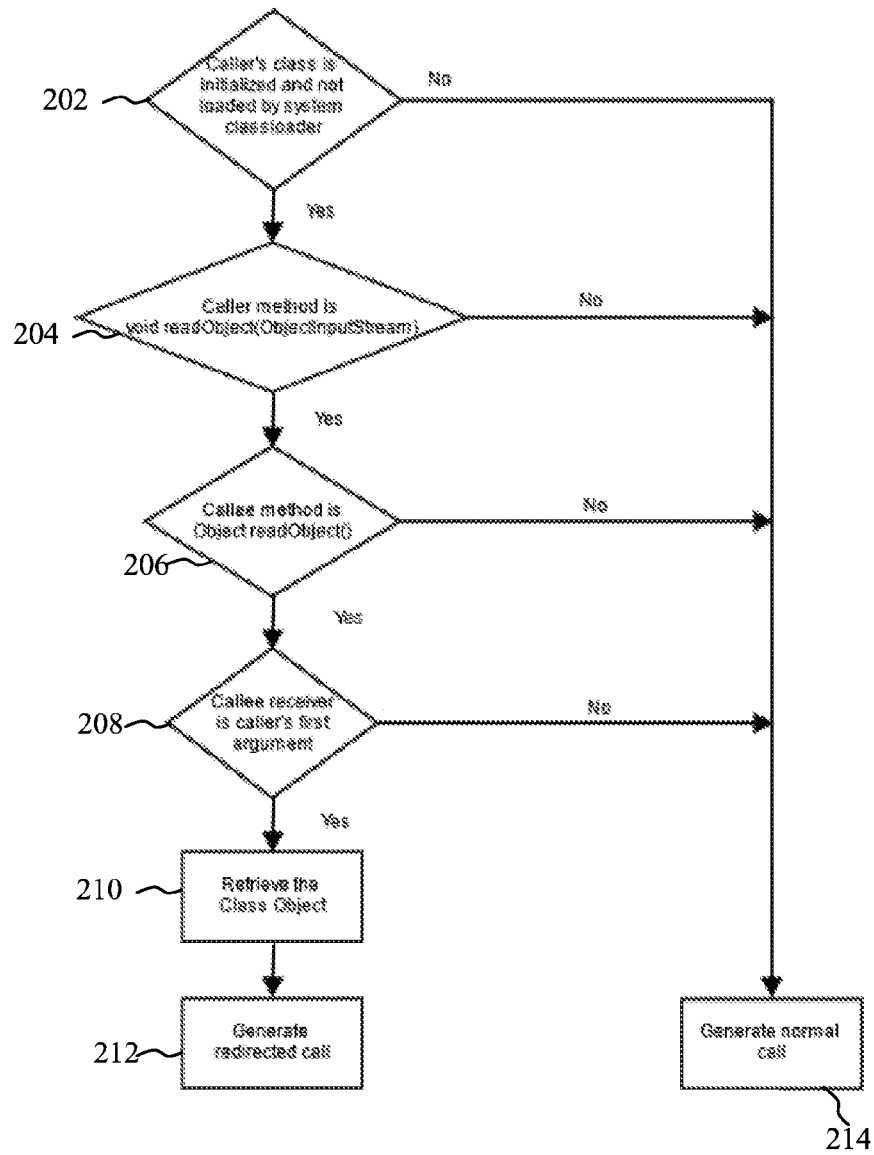 Caller's class is
initialized and not
loaded by system
classloader
No
202
Yes
Caller method is
void readObject(ObjectInputStream)
No
204
Yes
Callee method is
Object readObject()
No
206
Yes
Callee receiver
is caller's first
argument
No
208
Yes
Retrieve the
Class Object
210
Generate
redirected call
212
Generate normal
call
214